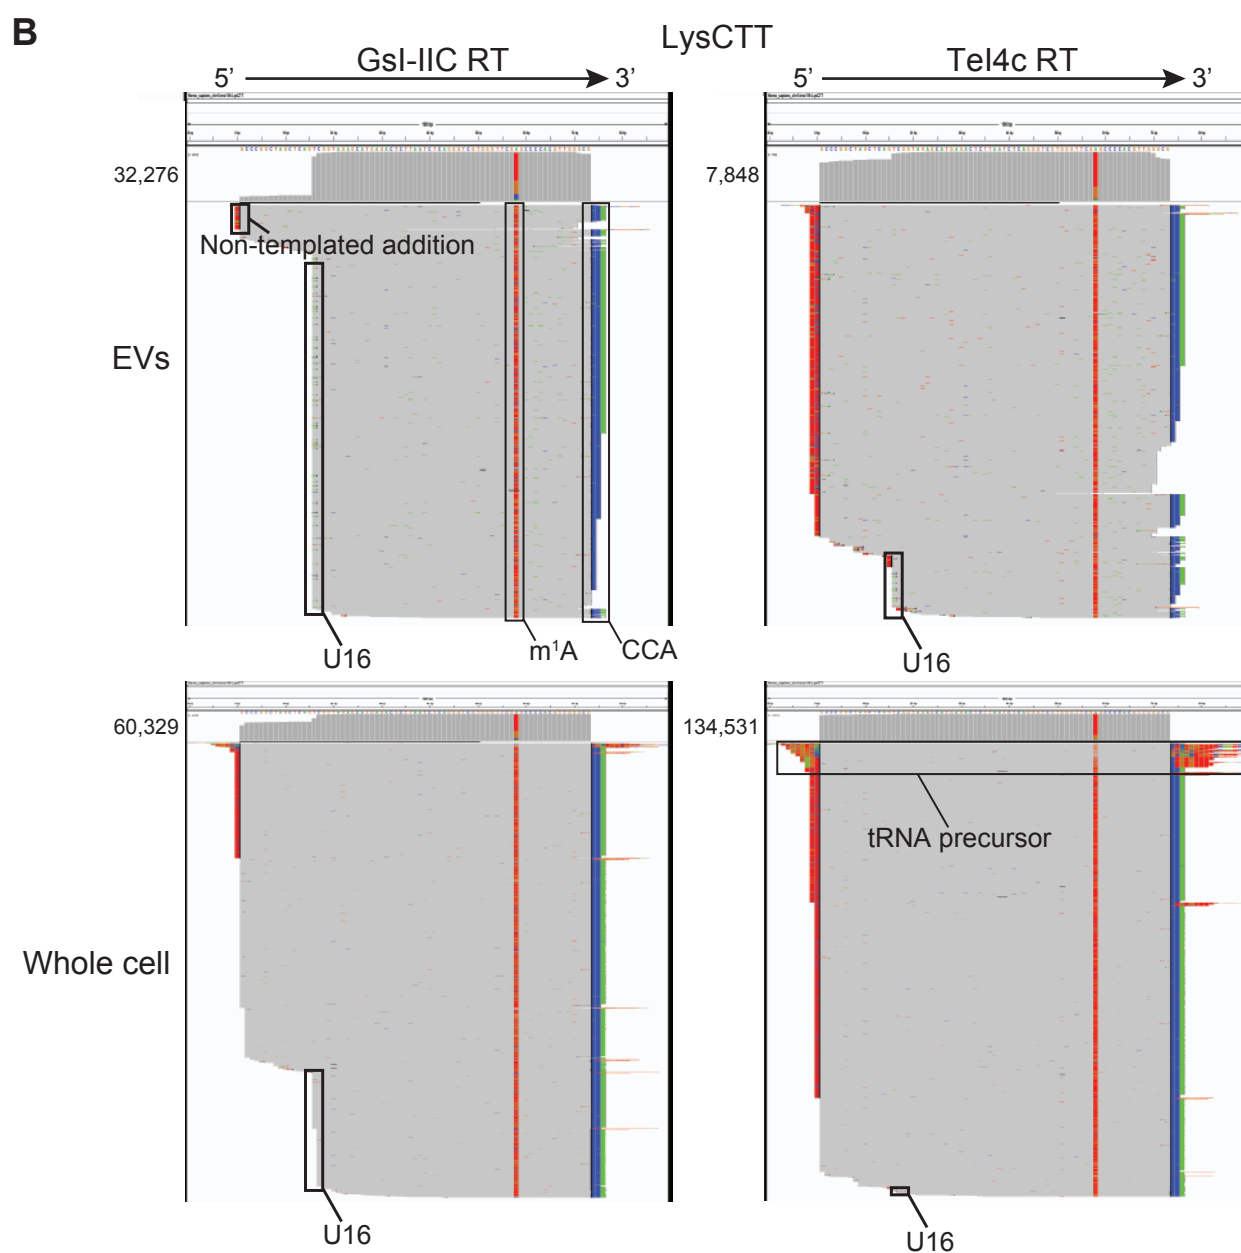 B
LysCTT
GsI-IIC RT
TeI4c RT
5’
3’
5’
3’
32,276
7,848
Non-templated addition
EVs
U16
m¹A
CCA
U16
60,329
134,531
tRNA precursor
Whole cell
U16
U16